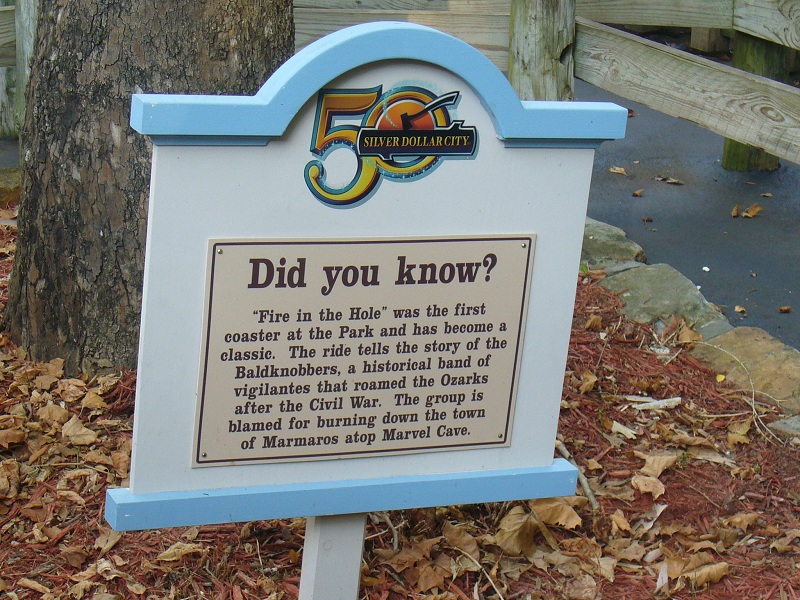 50
SILVER DOLLAR CITY
Did you know?
"Fire in the Hole" was the first
coaster at the Park and has become a
classic. The ride tells the story of the
Baldknobbers, a historical band of
vigilantes that roamed the Ozarks
after the Civil War. The group is
blamed for burning down the town
of Marmaros atop Marvel Cave.